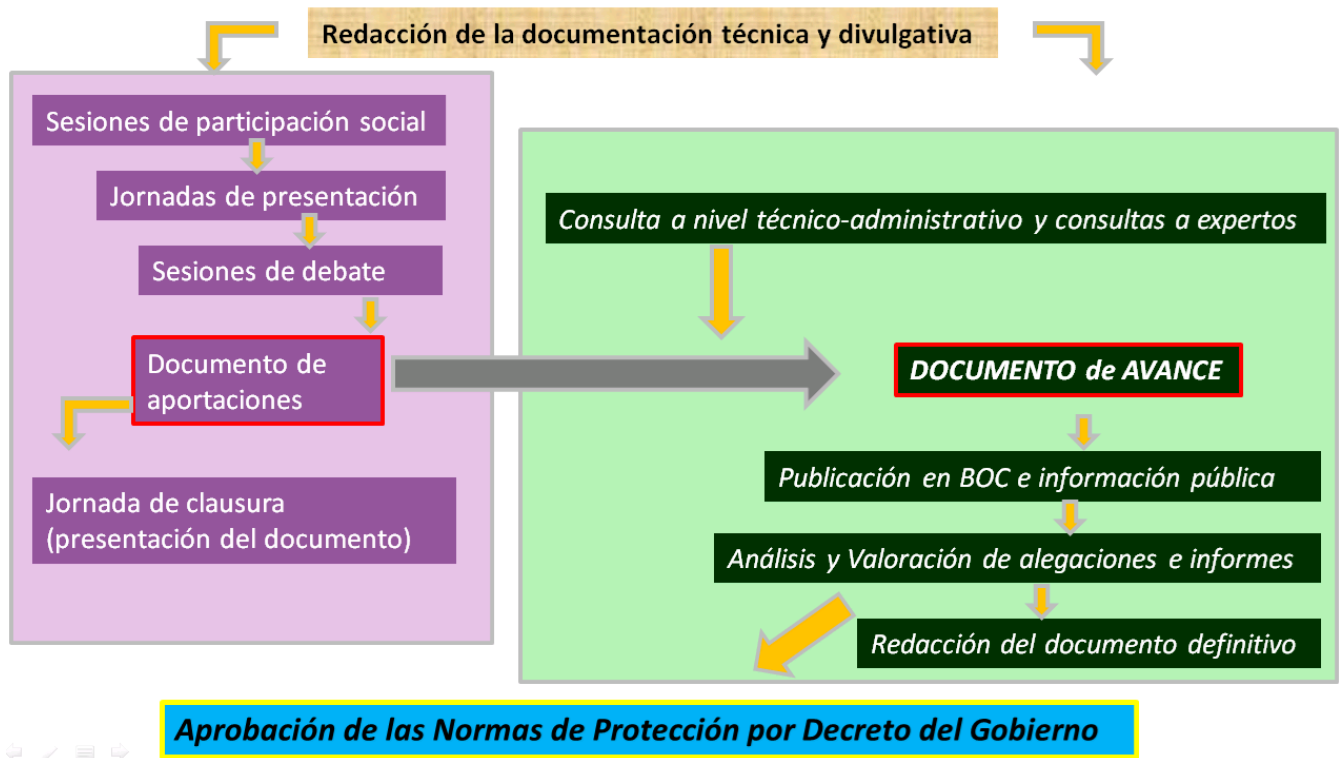 Redacción de la documentación técnica y divulgativa
Sesiones de participación social
Jornadas de presentación
Sesiones de debate
Documento de
aportaciones
Jornada de clausura
(presentación del documento)
Consulta a nivel técnico-administrativo y consultas a expertos
DOCUMENTO de AVANCE
Publicación en BOC e información pública
Análisis y Valoración de alegaciones e informes
Redacción del documento definitivo
Aprobación de las Normas de Protección por Decreto del Gobierno